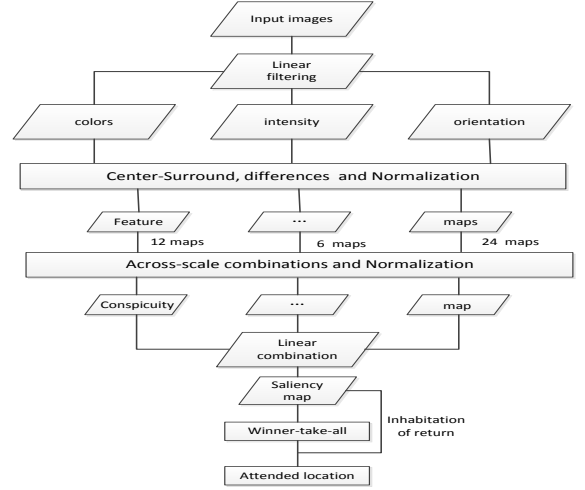 Input images
Linear
filtering
colors
intensity
orientation
Center-Surround, differences and Normalization
Feature
...
maps
12 maps
6 maps
24 maps
Across-scale combinations and Normalization
Conspicuity
...
map
Linear
combination
Saliency
map
Inhabitation
of return
Winner-take-all
Attended location